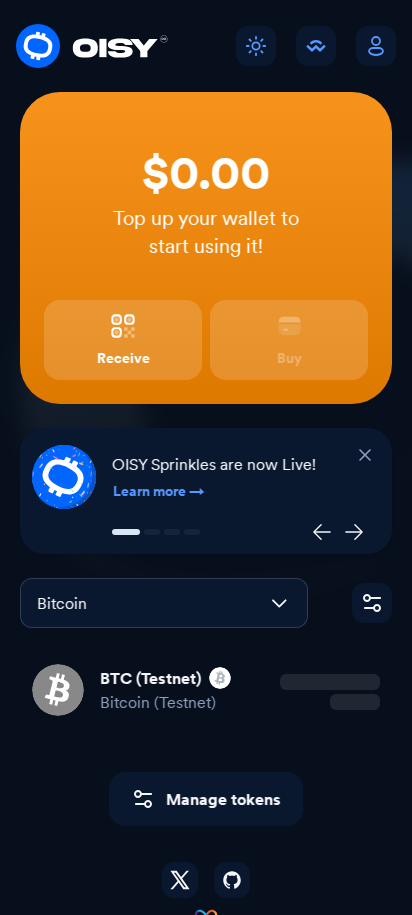 OISY
$0.00
Top up your wallet to
start using it!
Receive
Buy
OISY Sprinkles are now Live!
Learn more →
Bitcoin
BTC (Testnet)
Bitcoin (Testnet)
Manage tokens